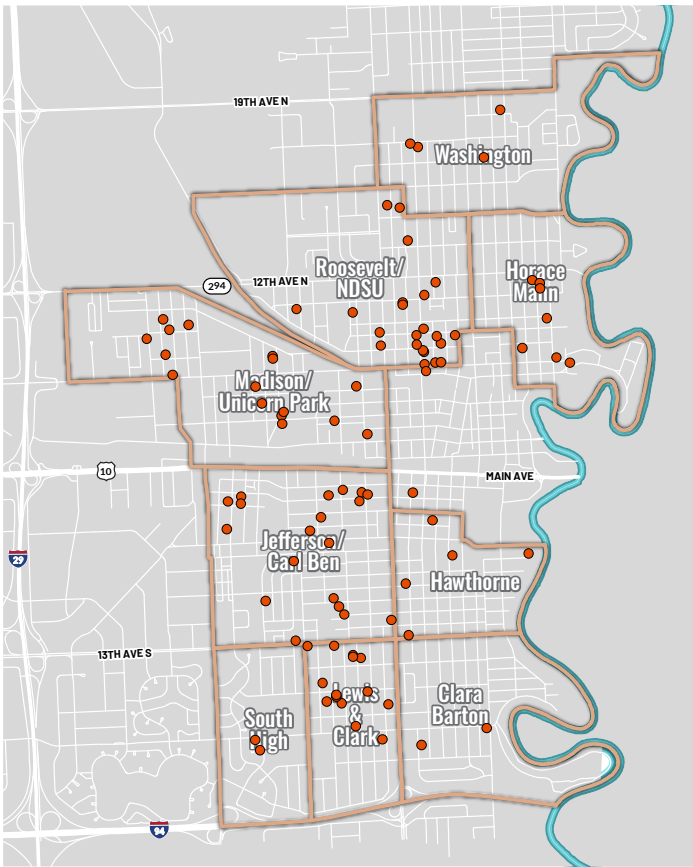 19TH AVE N
Washington
Roosevelt/
NDSU
Horace
Mann
12TH AVE N
294
Madison/
Unicorn Park
10
MAIN AVE
Jefferson/
Carl Ben
29
Hawthorne
13TH AVE S
South
High
Lewis
&
Clark
Clara
Barton
94